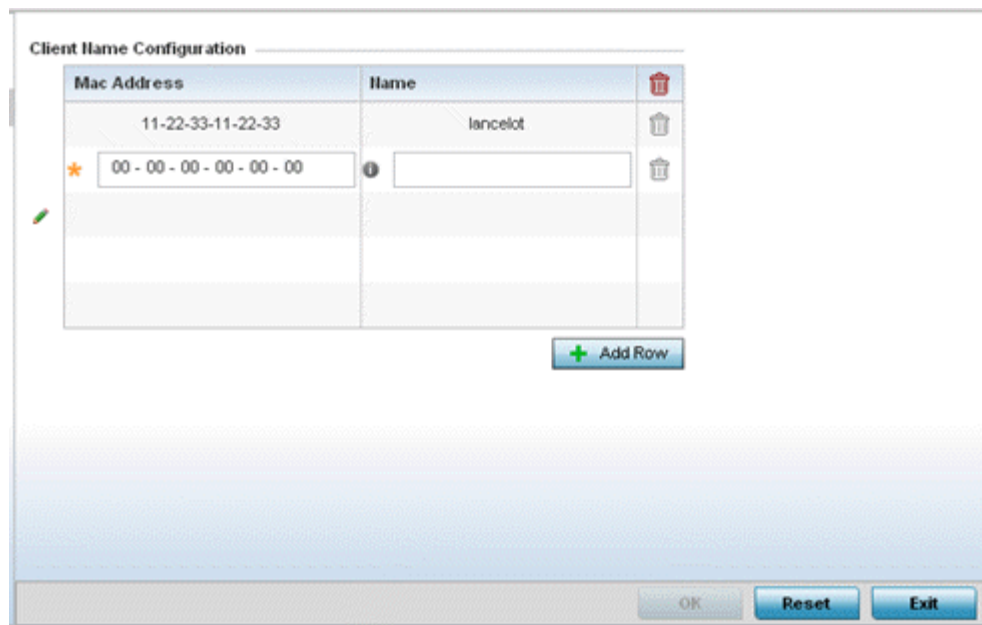 Client Name Configuration
Mac Address Name
11-22-33-11-22-33 lancelot
00 - 00 - 00 - 00 - 00 - 00
Add Row
OK Reset Exit